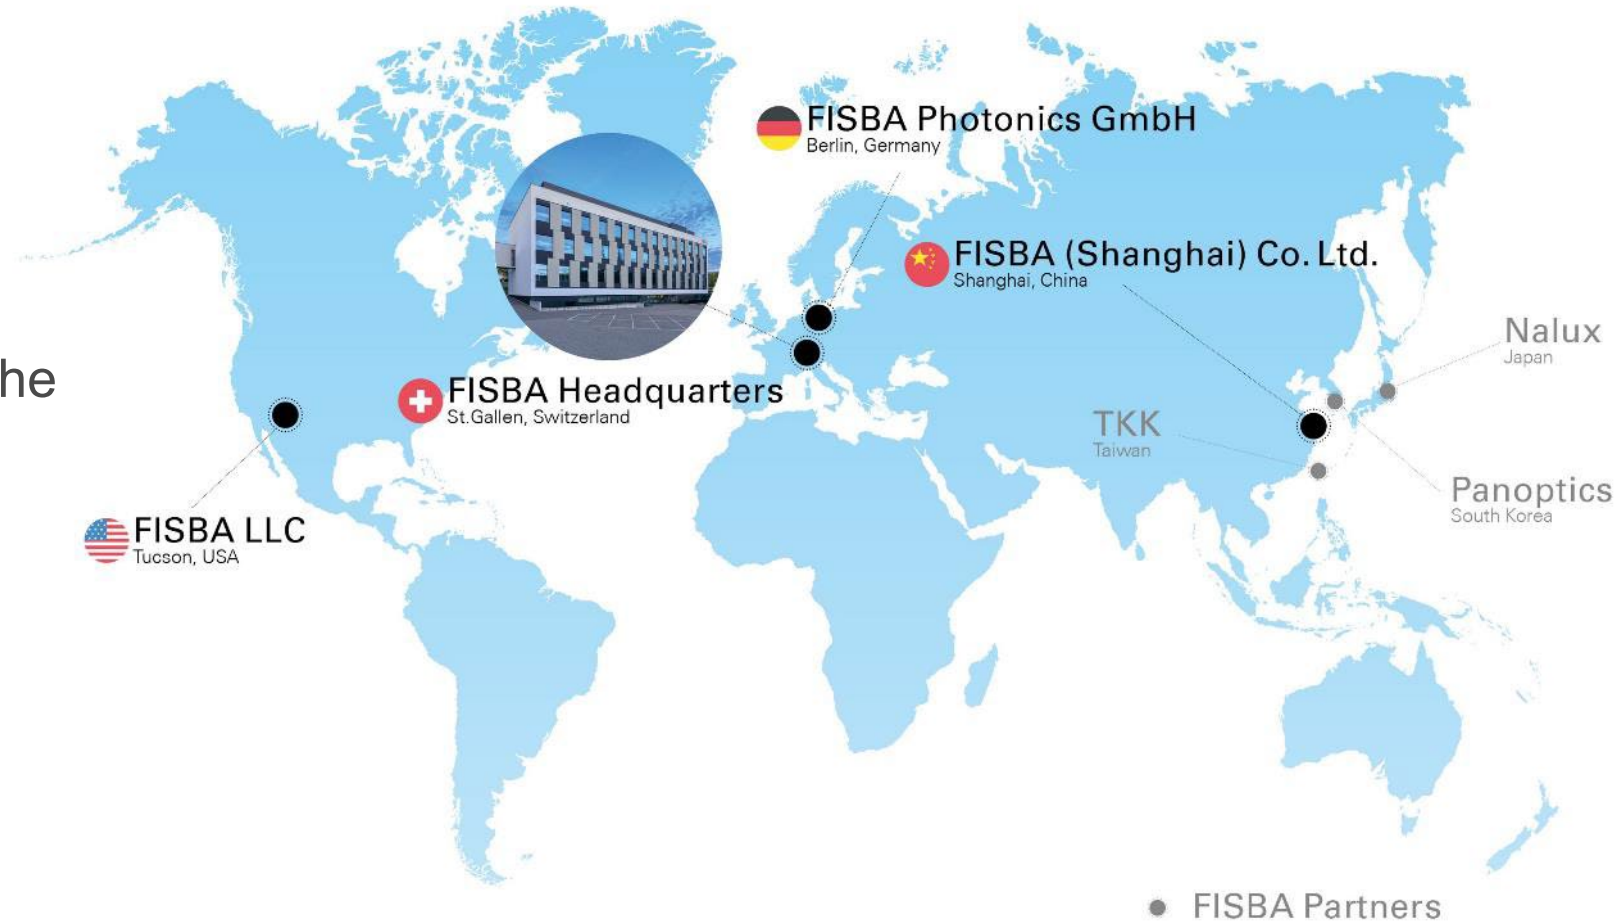 FISBA Photonics GmbH
Berlin, Germany
FISBA (Shanghai) Co. Ltd.
Shanghai, China
Nalux
Japan
he
FISBA Headquarters
St.Gallen, Switzerland
TKK
Taiwan
Panoptics
South Korea
FISBA LLC
Tucson, USA
FISBA Partners